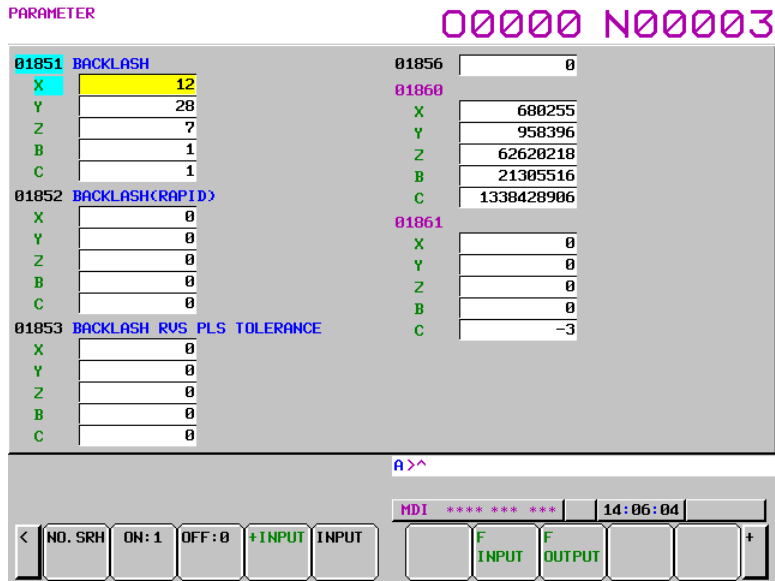 PARAMETER
O0000 N00003
01851 BACKLASH
X 12
Y 28
Z 7
B 1
C 1
01852 BACKLASH(RAPID)
X 0
Y 0
Z 0
B 0
C 0
01853 BACKLASH RVS PLS TOLERANCE
X 0
Y 0
Z 0
B 0
C 0
01856 0
01860
X 680255
Y 958396
Z 62620218
B 21305516
C 1338428906
01861
X 0
Y 0
Z 0
B 0
C -3
A>^
MDI **** *** *** 14:06:04
< NO.SRH ON:1 OFF:0 +INPUT INPUT F INPUT F OUTPUT +